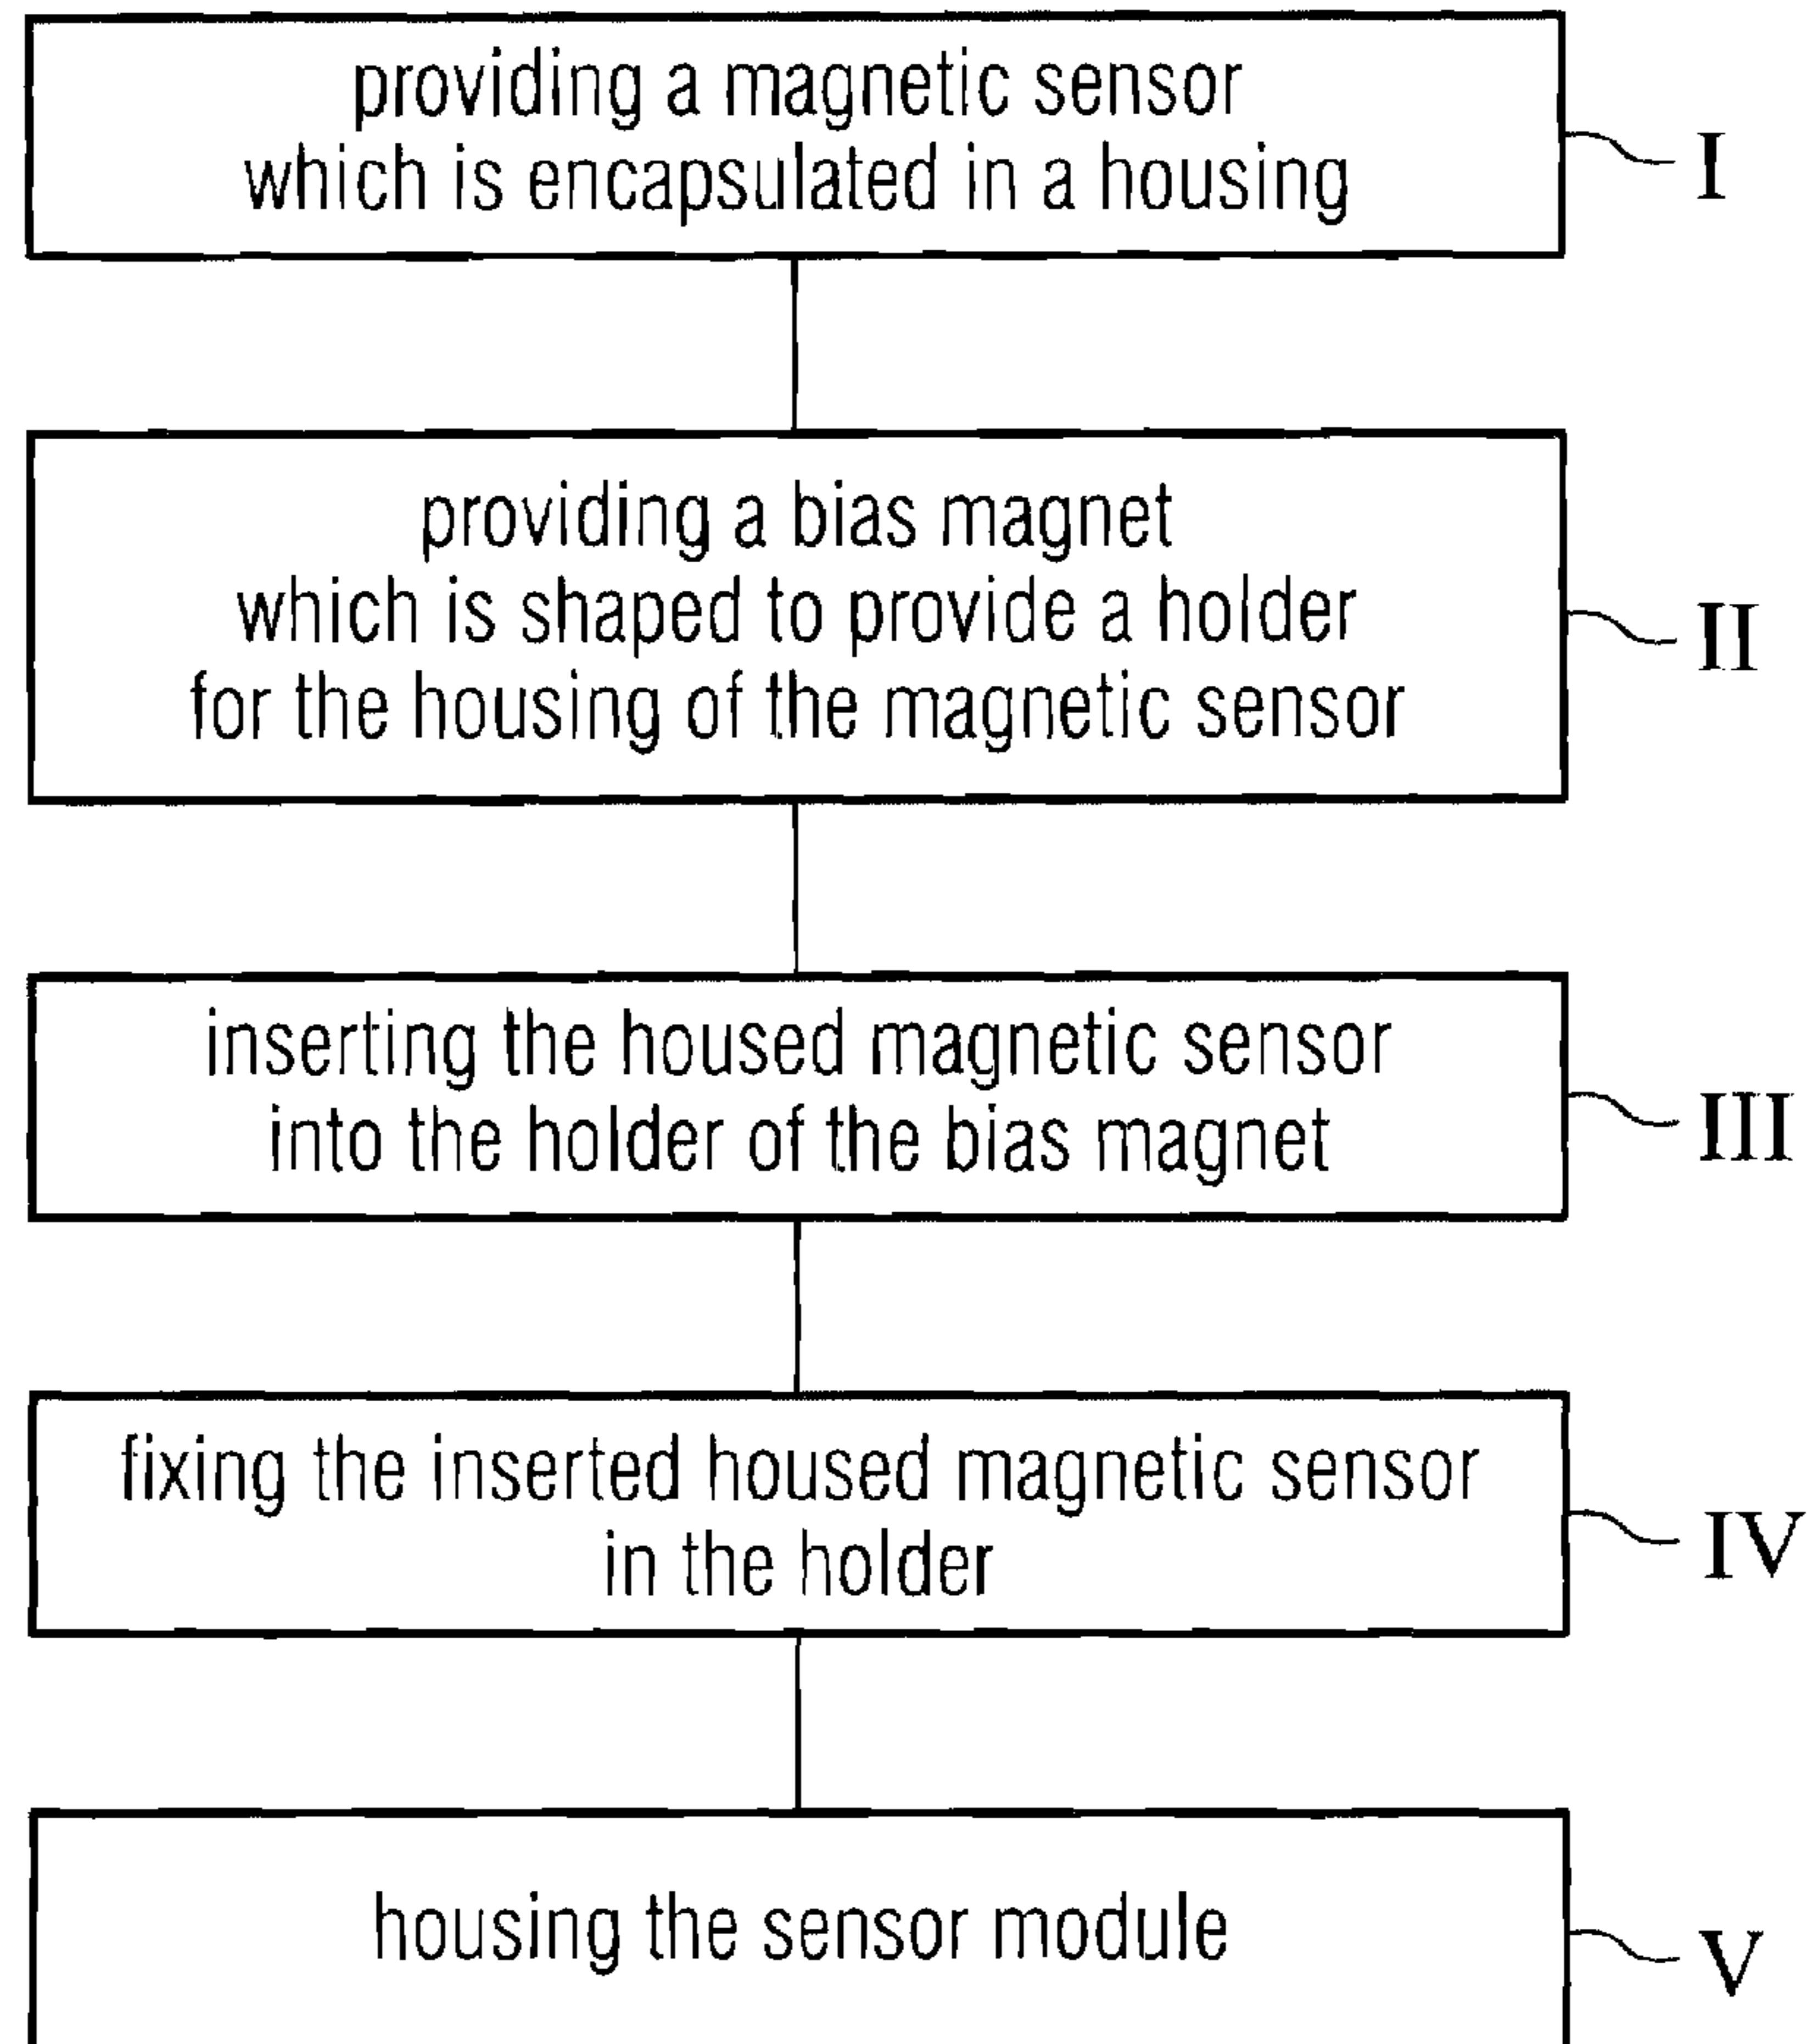 providing a magnetic sensor
which is encapsulated in a housing
I
providing a bias magnet
which is shaped to provide a holder
for the housing of the magnetic sensor
II
inserting the housed magnetic sensor
into the holder of the bias magnet
III
fixing the inserted housed magnetic sensor
in the holder
IV
housing the sensor module
V